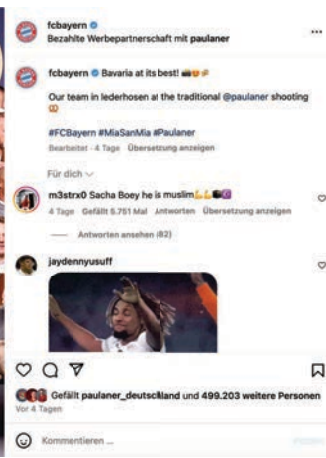 fcbayern
Bezahlte Werbepartnerschaft mit paulaner
fcbayern Bavaria at its best!
Our team in lederhosen at the traditional @paulaner shooting
#FCBayern #MiaSanMia #Paulaner
Bearbeitet · 4 Tage Übersetzung anzeigen
Für dich
m3strx0 Sacha Boey he is muslim
4 Tage Gefällt 5.751 Mal Antworten Übersetzung anzeigen
Antworten ansehen (82)
jaydennyusuff
Gefällt paulaner_deutschland und 499.203 weitere Personen
Vor 4 Tagen
Kommentieren ...